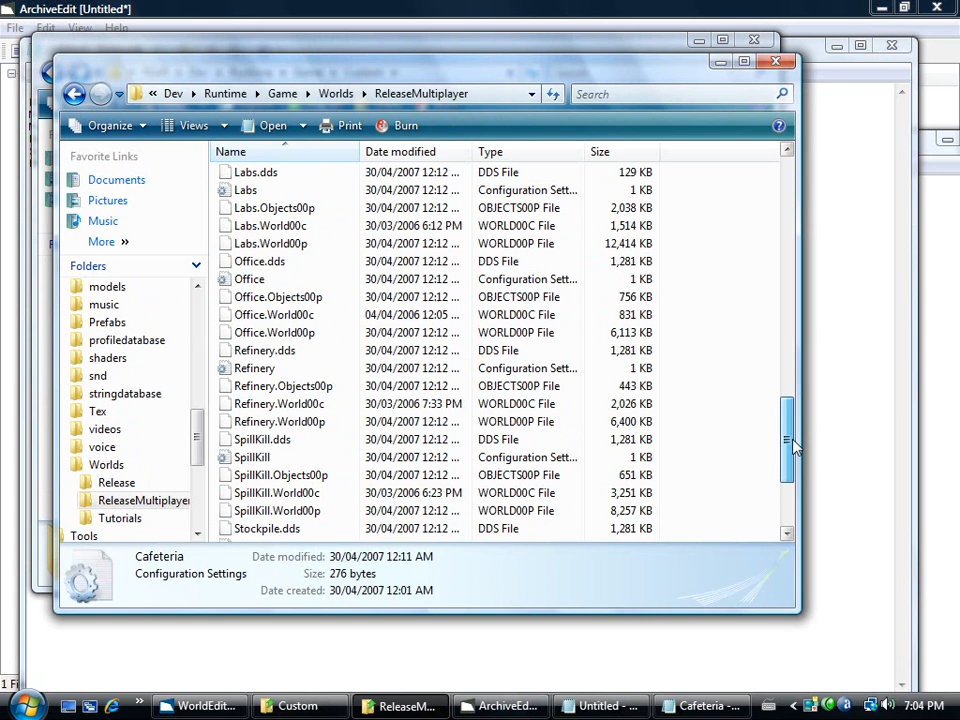 ArchiveEdit [Untitled*]
File Edit View Help
« Dev Runtime Game Worlds ReleaseMultiplayer
Search
Organize Views Open Print Burn
Favorite Links
Documents
Pictures
Music
More »
Folders
models
music
Prefabs
profiledatabase
shaders
snd
stringdatabase
Tex
videos
voice
Worlds
Release
ReleaseMultiplayer
Tutorials
Tools
Name Date modified Type Size
Labs.dds 30/04/2007 12:12 ... DDS File 129 KB
Labs 30/04/2007 12:12 ... Configuration Sett... 1 KB
Labs.Objects00p 30/04/2007 12:12 ... OBJECTS00P File 2,038 KB
Labs.World00c 30/03/2006 6:12 PM WORLD00C File 1,514 KB
Labs.World00p 30/04/2007 12:12 ... WORLD00P File 12,414 KB
Office.dds 30/04/2007 12:12 ... DDS File 1,281 KB
Office 30/04/2007 12:12 ... Configuration Sett... 1 KB
Office.Objects00p 30/04/2007 12:12 ... OBJECTS00P File 756 KB
Office.World00c 04/04/2006 12:05 ... WORLD00C File 831 KB
Office.World00p 30/04/2007 12:12 ... WORLD00P File 6,113 KB
Refinery.dds 30/04/2007 12:12 ... DDS File 1,281 KB
Refinery 30/04/2007 12:12 ... Configuration Sett... 1 KB
Refinery.Objects00p 30/04/2007 12:12 ... OBJECTS00P File 443 KB
Refinery.World00c 30/03/2006 7:33 PM WORLD00C File 2,026 KB
Refinery.World00p 30/04/2007 12:12 ... WORLD00P File 6,400 KB
SpillKill.dds 30/04/2007 12:12 ... DDS File 1,281 KB
SpillKill 30/04/2007 12:12 ... Configuration Sett... 1 KB
SpillKill.Objects00p 30/04/2007 12:12 ... OBJECTS00P File 651 KB
SpillKill.World00c 30/03/2006 6:23 PM WORLD00C File 3,251 KB
SpillKill.World00p 30/04/2007 12:12 ... WORLD00P File 8,257 KB
Stockpile.dds 30/04/2007 12:12 ... DDS File 1,281 KB
Cafeteria Date modified: 30/04/2007 12:11 AM
Configuration Settings Size: 276 bytes
Date created: 30/04/2007 12:01 AM
1 Fi
WorldEdit... Custom ReleaseM... ArchiveEd... Untitled - ... Cafeteria -... 7:04 PM